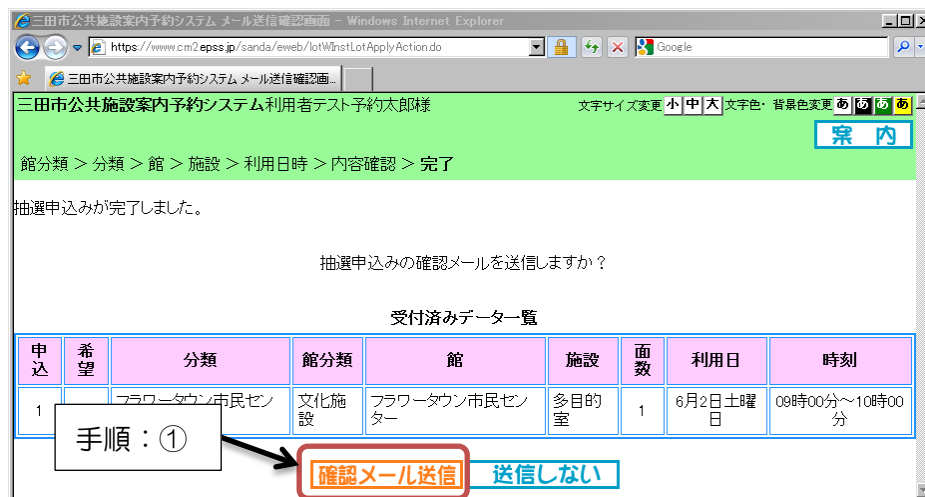 三田市公共施設案内予約システム メール送信確認画面 - Windows Internet Explorer
https://www.cm2.epss.jp/sanda/eweb/lotWInstLotApplyAction.do
Google
三田市公共施設案内予約システム メール送信確認画...
三田市公共施設案内予約システム利用者テスト予約太郎様 文字サイズ変更 小 中 大 文字色・ 背景色変更 あ あ あ あ
案 内
館分類 > 分類 > 館 > 施設 > 利用日時 > 内容確認 > 完了
抽選申込みが完了しました。
抽選申込みの確認メールを送信しますか？
受付済みデータ一覧
申込 希望 分類 館分類 館 施設 面数 利用日 時刻
1 フラワータウン市民セン 文化施設 フラワータウン市民センター 多目的室 1 6月2日土曜日 09時00分～10時00分
手順：①
確認メール送信 送信しない